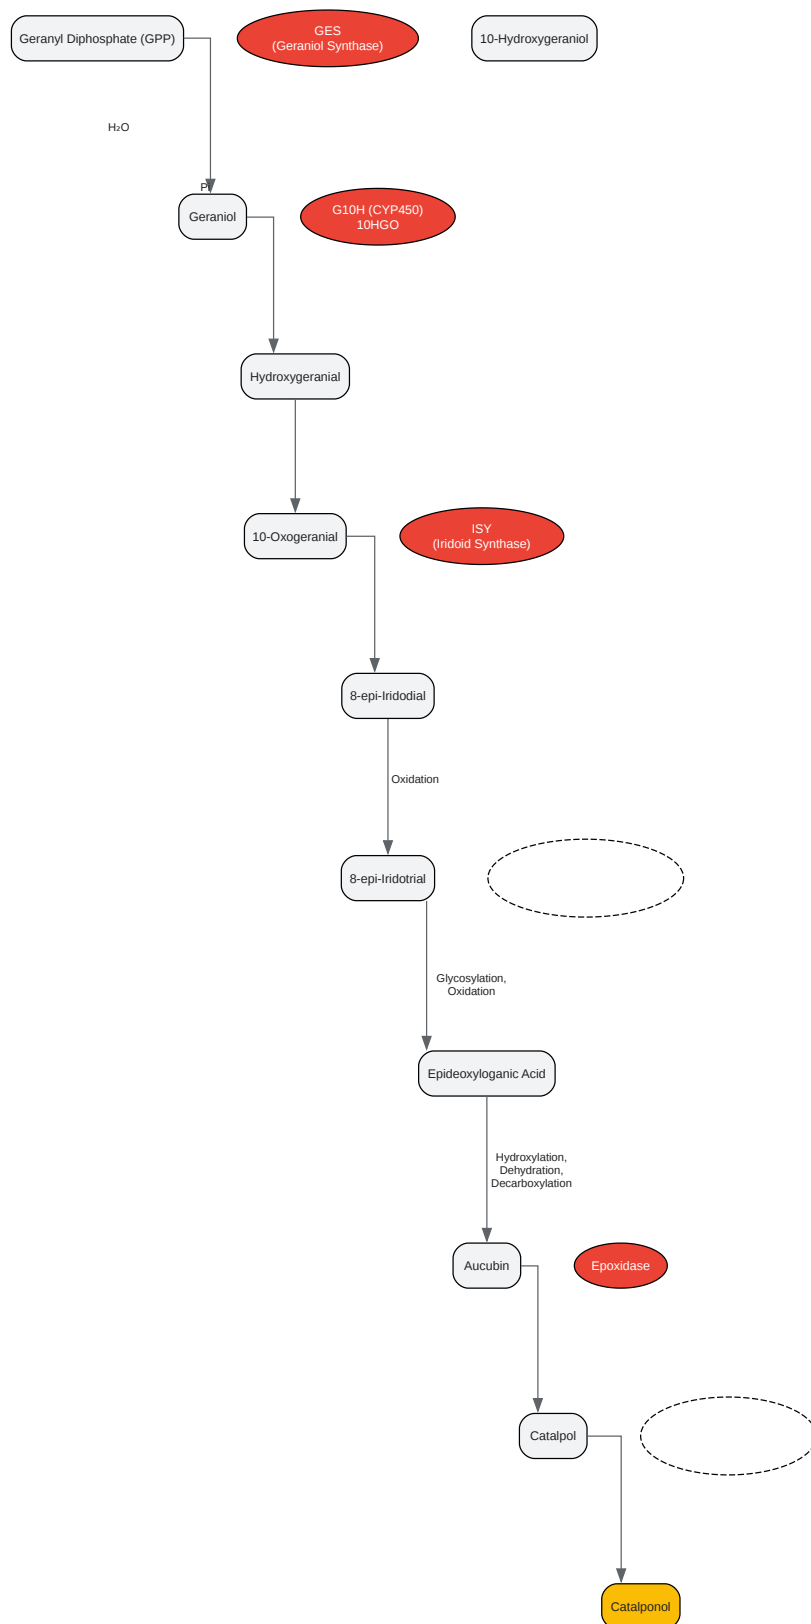 Geranyl Diphosphate (GPP)
GES
(Geraniol Synthase)
10-Hydroxygeraniol
H₂O
Pi
Geraniol
G10H (CYP450)
10HGO
Hydroxygeranial
10-Oxogeranial
ISY
(Iridoid Synthase)
8-epi-Iridodial
Oxidation
8-epi-Iridotrial
Glycosylation,
Oxidation
Epideoxyloganic Acid
Hydroxylation,
Dehydration,
Decarboxylation
Aucubin
Epoxidase
Catalpol
Catalponol